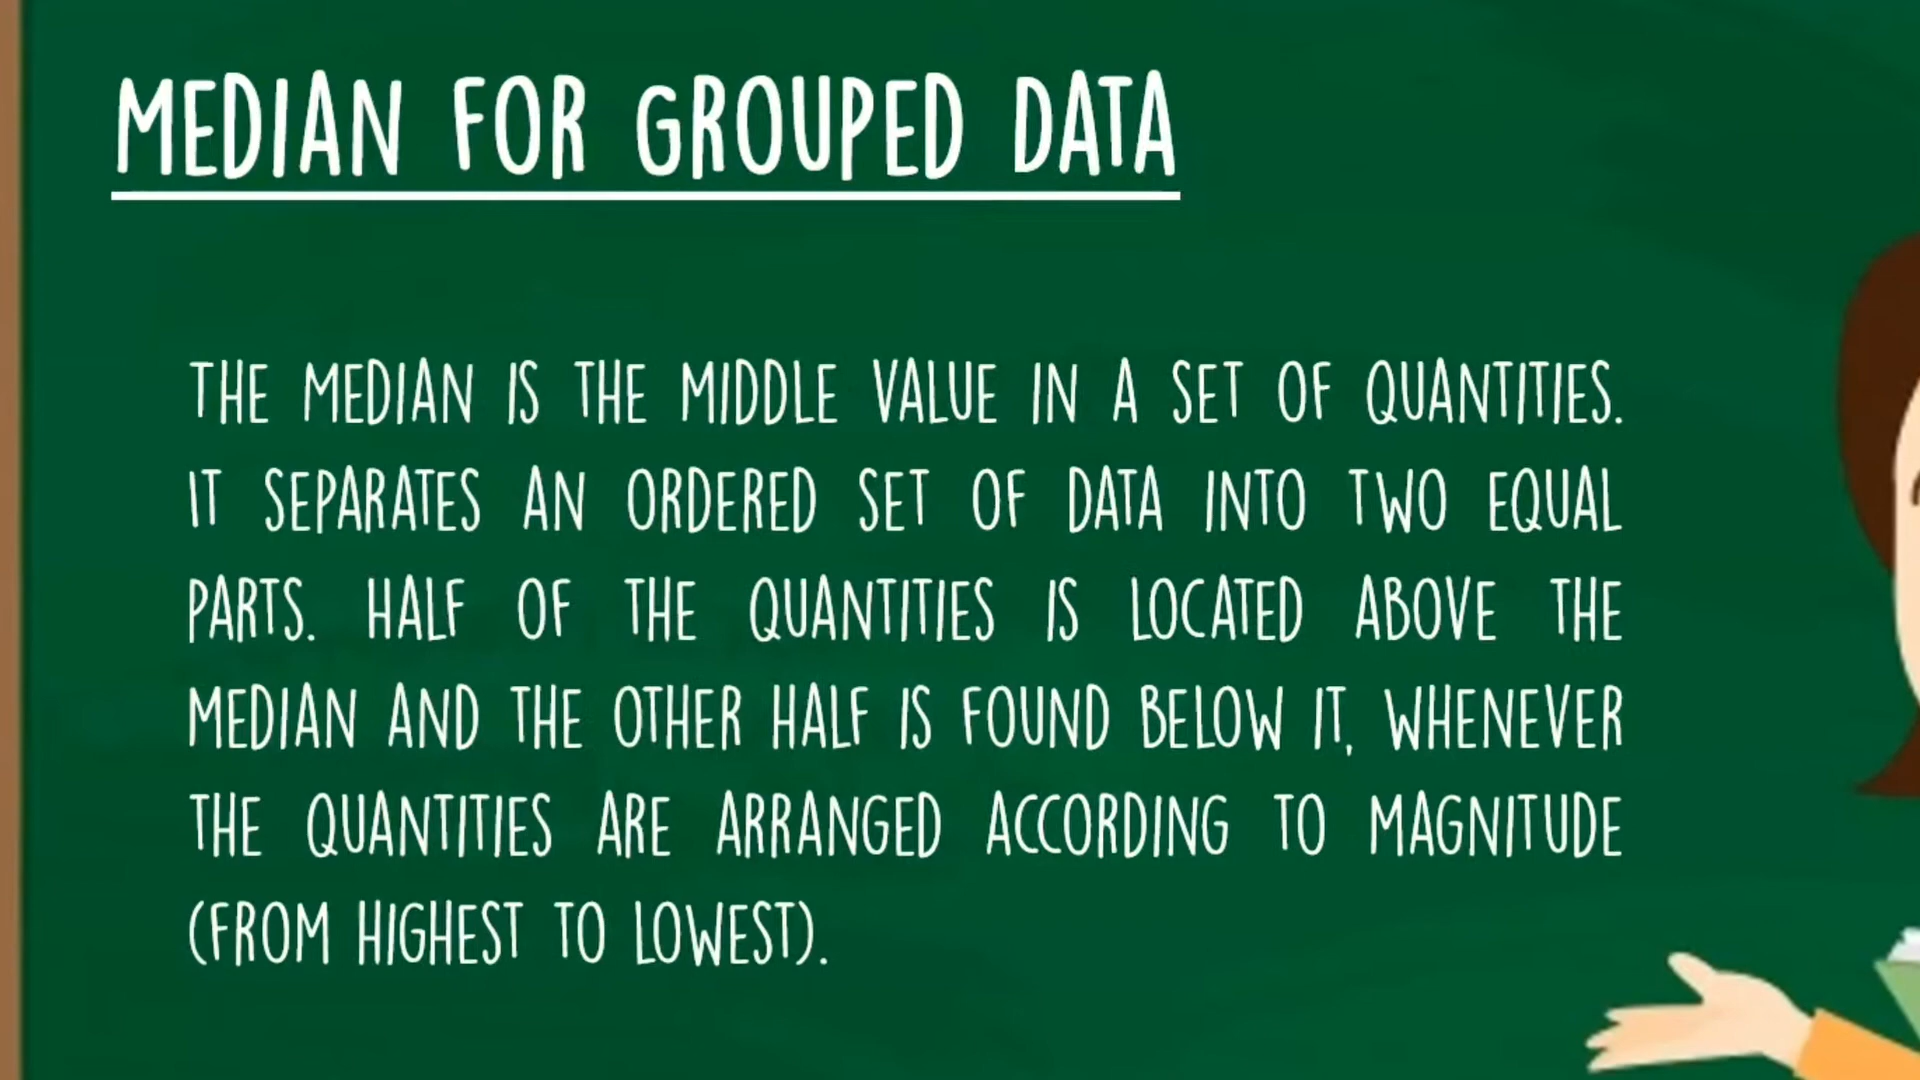 MEDIAN FOR GROUPED DATA
THE MEDIAN IS THE MIDDLE VALUE IN A SET OF QUANTITIES.
IT SEPARATES AN ORDERED SET OF DATA INTO TWO EQUAL
PARTS. HALF OF THE QUANTITIES IS LOCATED ABOVE THE
MEDIAN AND THE OTHER HALF IS FOUND BELOW IT, WHENEVER
THE QUANTITIES ARE ARRANGED ACCORDING TO MAGNITUDE
(FROM HIGHEST TO LOWEST).